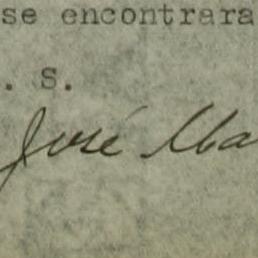 se encontrara
. S.
José Ma